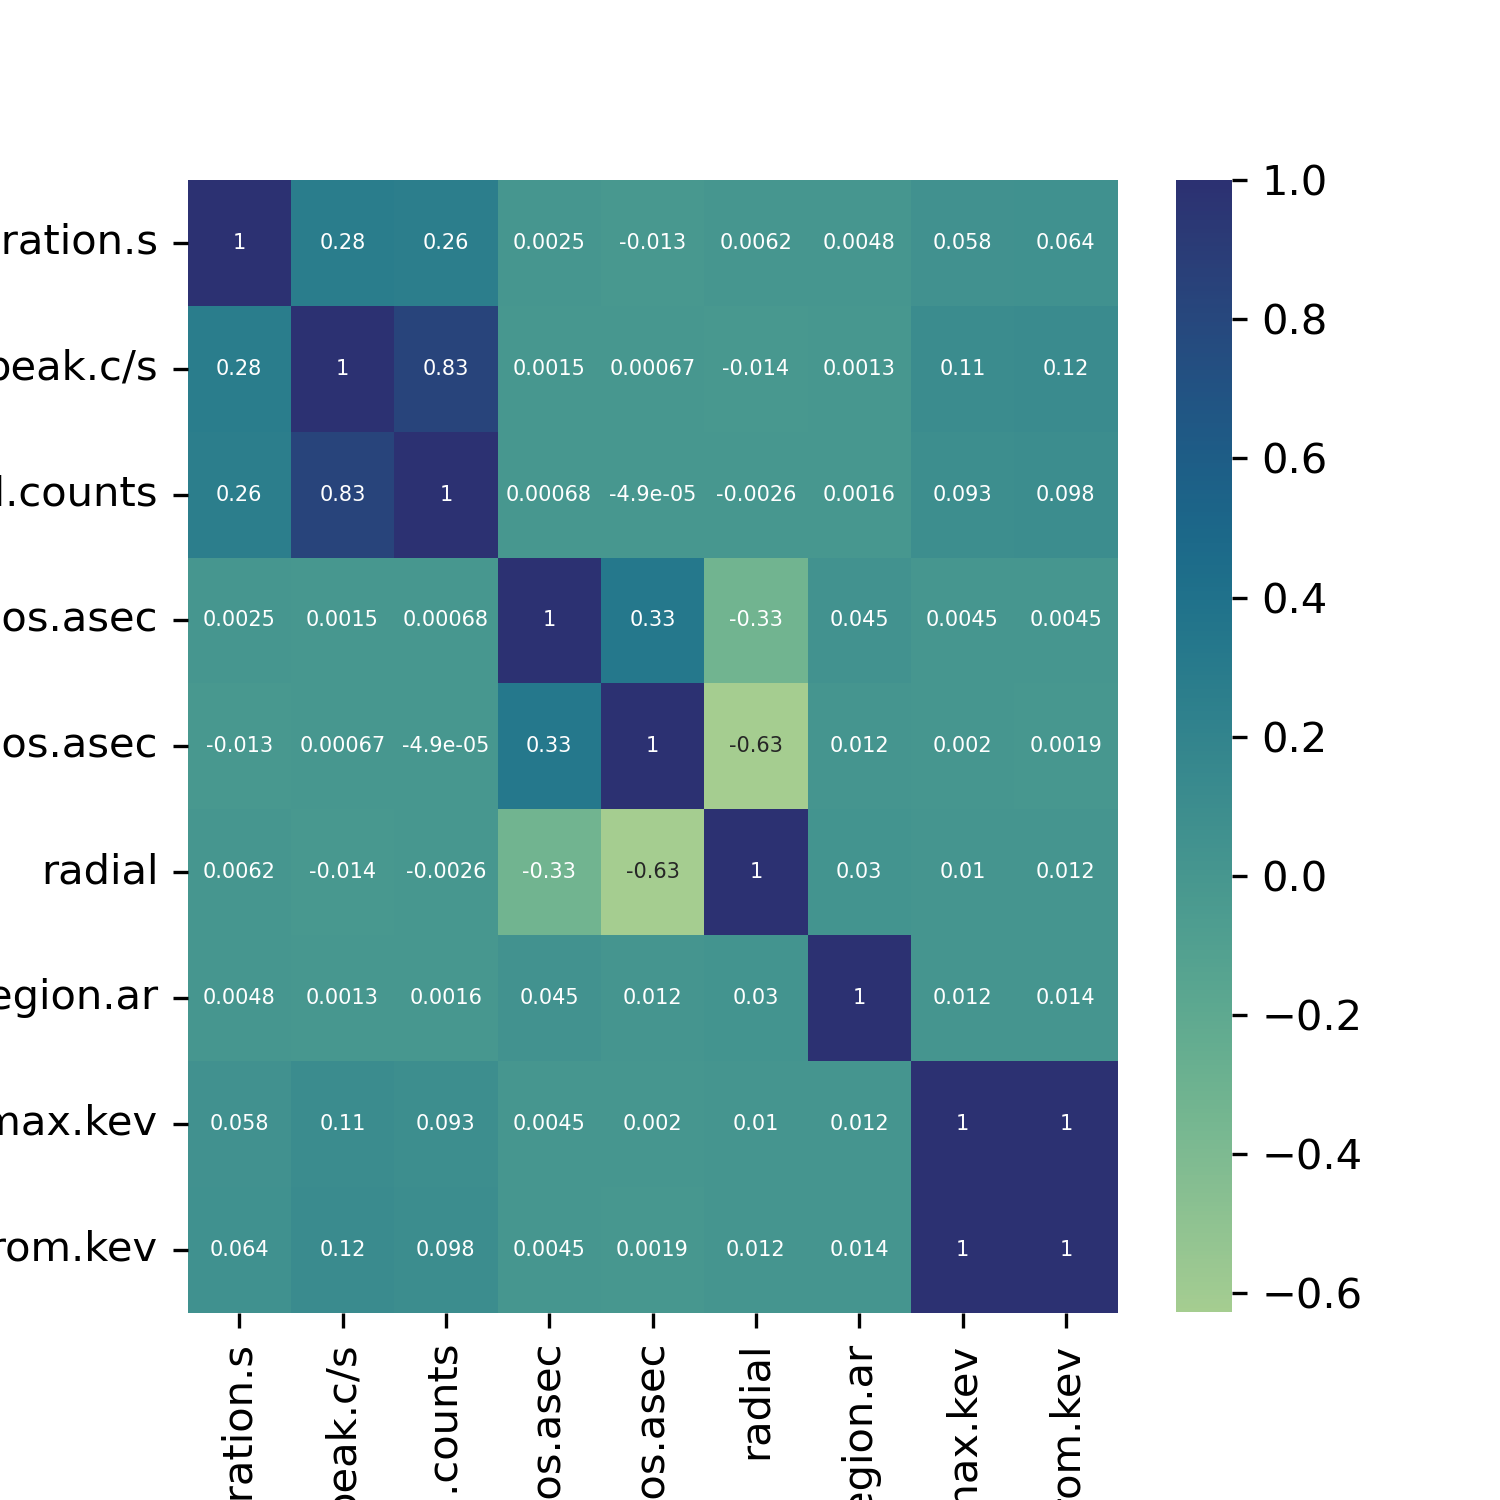 1.0
ration.s 1 0.28 0.26 0.0025 -0.013 0.0062 0.0048 0.058 0.064
0.8
peak.c/s 0.28 1 0.83 0.0015 0.00067 -0.014 0.0013 0.11 0.12
0.6
l.counts 0.26 0.83 1 0.00068 -4.9e-05 -0.0026 0.0016 0.093 0.098
0.4
os.asec 0.0025 0.0015 0.00068 1 0.33 -0.33 0.045 0.0045 0.0045
0.2
os.asec -0.013 0.00067 -4.9e-05 0.33 1 -0.63 0.012 0.002 0.0019
0.0
radial 0.0062 -0.014 -0.0026 -0.33 -0.63 1 0.03 0.01 0.012
egion.ar 0.0048 0.0013 0.0016 0.045 0.012 0.03 1 0.012 0.014
−0.2
max.kev 0.058 0.11 0.093 0.0045 0.002 0.01 0.012 1 1
−0.4
rom.kev 0.064 0.12 0.098 0.0045 0.0019 0.012 0.014 1 1
−0.6
ration.s
peak.c/s
.counts
os.asec
os.asec
radial
egion.ar
max.kev
rom.kev